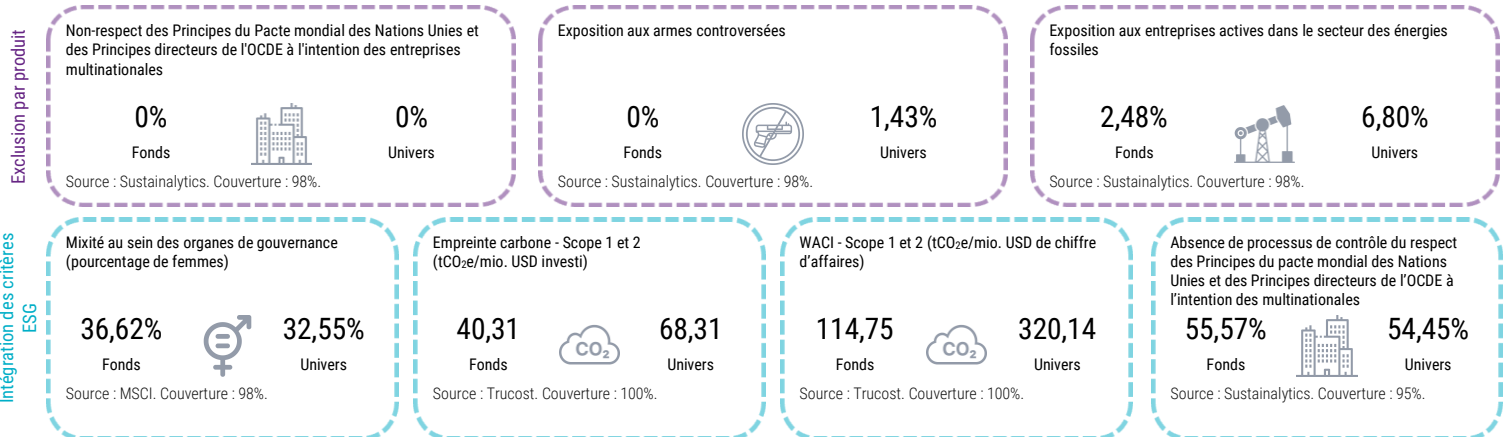 Exclusion par produit
Non-respect des Principes du Pacte mondial des Nations Unies et
des Principes directeurs de l'OCDE à l'intention des entreprises
multinationales
0%
Fonds
0%
Univers
Source : Sustainalytics. Couverture : 98%.
Exposition aux armes controversées
0%
Fonds
1,43%
Univers
Source : Sustainalytics. Couverture : 98%.
Exposition aux entreprises actives dans le secteur des énergies
fossiles
2,48%
Fonds
6,80%
Univers
Source : Sustainalytics. Couverture : 98%.
Intégration des critères
ESG
Mixité au sein des organes de gouvernance
(pourcentage de femmes)
36,62%
Fonds
32,55%
Univers
Source : MSCI. Couverture : 98%.
Empreinte carbone - Scope 1 et 2
(tCO₂e/mio. USD investi)
40,31
Fonds
CO₂
68,31
Univers
Source : Trucost. Couverture : 100%.
WACI - Scope 1 et 2 (tCO₂e/mio. USD de chiffre
d’affaires)
114,75
Fonds
CO₂
320,14
Univers
Source : Trucost. Couverture : 100%.
Absence de processus de contrôle du respect
des Principes du pacte mondial des Nations
Unies et des Principes directeurs de l’OCDE à
l’intention des multinationales
55,57%
Fonds
54,45%
Univers
Source : Sustainalytics. Couverture : 95%.